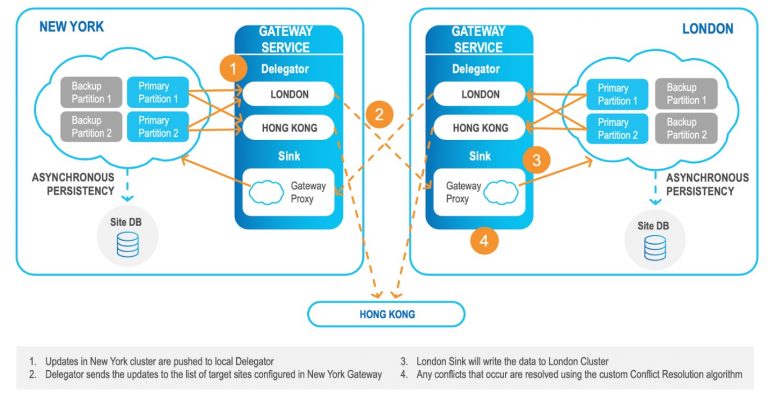 NEW YORK
GATEWAY
SERVICE
Delegator
LONDON
HONG KONG
Sink
Gateway
Proxy
Backup
Partition 1
Primary
Partition 1
Backup
Partition 2
Primary
Partition 2
ASYNCHRONOUS
PERSISTENCY
Site DB
1
2
LONDON
GATEWAY
SERVICE
Delegator
LONDON
HONG KONG
Sink
Gateway
Proxy
3
4
Primary
Partition 1
Backup
Partition 1
Primary
Partition 2
Backup
Partition 2
ASYNCHRONOUS
PERSISTENCY
Site DB
HONG KONG
1. Updates in New York cluster are pushed to local Delegator
2. Delegator sends the updates to the list of target sites configured in New York Gateway
3. London Sink will write the data to London Cluster
4. Any conflicts that occur are resolved using the custom Conflict Resolution algorithm